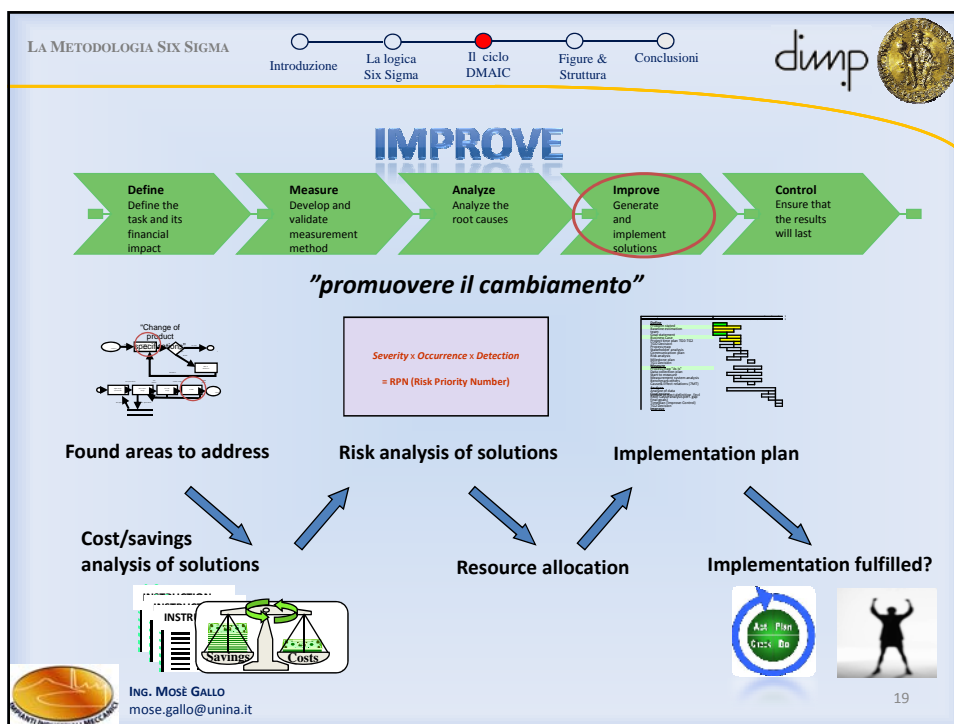 LA METODOLOGIA SIX SIGMA
Introduzione
La logica
Six Sigma
Il ciclo
DMAIC
Figure &
Struttura
Conclusioni
dimp
IMPROVE
Define
Define the
task and its
financial
impact
Measure
Develop and
validate
measurement
method
Analyze
Analyze the
root causes
Improve
Generate
and
implement
solutions
Control
Ensure that
the results
will last
”promuovere il cambiamento”
"Change of
product
specifications"
Severity x Occurrence x Detection
= RPN (Risk Priority Number)
Found areas to address
Risk analysis of solutions
Implementation plan
Cost/savings
analysis of solutions
Resource allocation
Implementation fulfilled?
INSTR
Savings
Costs
Act Plan
Check Do
ING. MOSÈ GALLO
mose.gallo@unina.it
19